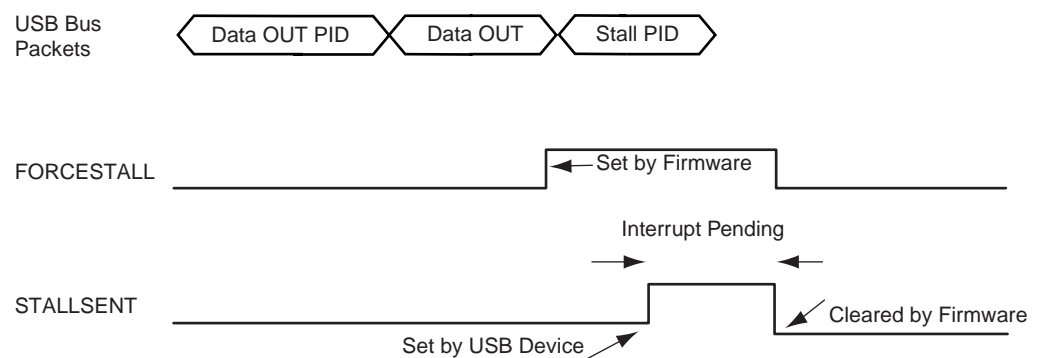 USB Bus
Packets
Data OUT PID
Data OUT
Stall PID
FORCESTALL
Set by Firmware
Interrupt Pending
STALLSENT
Cleared by Firmware
Set by USB Device